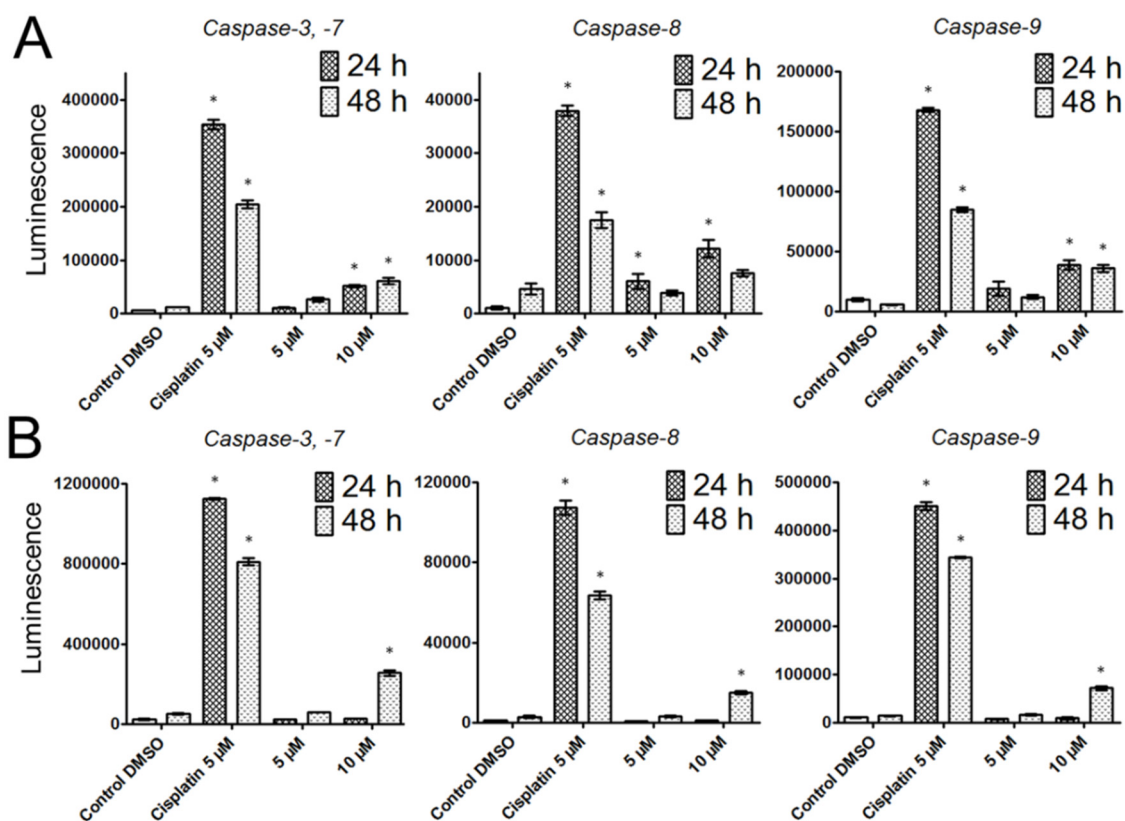 A
Caspase-3, -7
Caspase-8
Caspase-9
24 h
48 h
24 h
48 h
24 h
48 h
Luminescence
400000
300000
200000
100000
0
40000
30000
20000
10000
0
200000
150000
100000
50000
0
* * * *
* * * *
* * * *
Control DMSO
Cisplatin 5 µM
5 µM
10 µM
Control DMSO
Cisplatin 5 µM
5 µM
10 µM
Control DMSO
Cisplatin 5 µM
5 µM
10 µM
B
Caspase-3, -7
Caspase-8
Caspase-9
24 h
48 h
24 h
48 h
24 h
48 h
Luminescence
1200000
800000
400000
0
120000
80000
40000
0
500000
400000
300000
200000
100000
0
* * *
* * *
* * *
Control DMSO
Cisplatin 5 µM
5 µM
10 µM
Control DMSO
Cisplatin 5 µM
5 µM
10 µM
Control DMSO
Cisplatin 5 µM
5 µM
10 µM